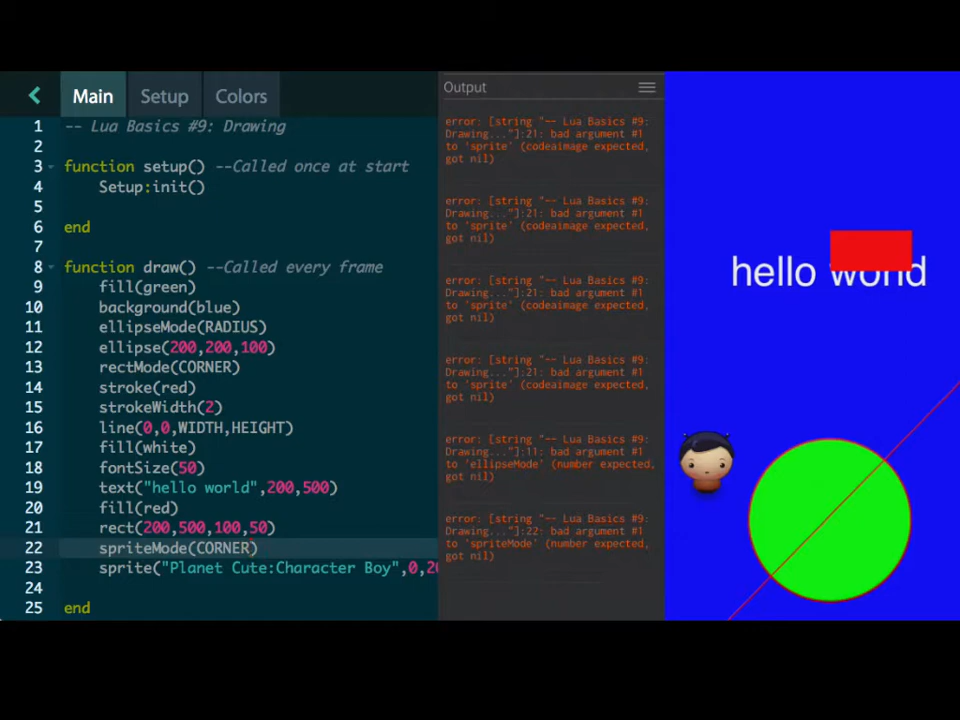 Main Setup Colors
1 -- Lua Basics #9: Drawing
2
3 function setup() --Called once at start
4 Setup:init()
5
6 end
7
8 function draw() --Called every frame
9 fill(green)
10 background(blue)
11 ellipseMode(RADIUS)
12 ellipse(200,200,100)
13 rectMode(CORNER)
14 stroke(red)
15 strokeWidth(2)
16 line(0,0,WIDTH,HEIGHT)
17 fill(white)
18 fontSize(50)
19 text("hello world",200,500)
20 fill(red)
21 rect(200,500,100,50)
22 spriteMode(CORNER)
23 sprite("Planet Cute:Character Boy",0,20
24
25 end
Output
error: [string "-- Lua Basics #9:
Drawing..."]:21: bad argument #1
to 'sprite' (codeaimage expected,
got nil)
error: [string "-- Lua Basics #9:
Drawing..."]:21: bad argument #1
to 'sprite' (codeaimage expected,
got nil)
error: [string "-- Lua Basics #9:
Drawing..."]:21: bad argument #1
to 'sprite' (codeaimage expected,
got nil)
error: [string "-- Lua Basics #9:
Drawing..."]:21: bad argument #1
to 'sprite' (codeaimage expected,
got nil)
error: [string "-- Lua Basics #9:
Drawing..."]:11: bad argument #1
to 'ellipseMode' (number expected,
got nil)
error: [string "-- Lua Basics #9:
Drawing..."]:22: bad argument #1
to 'spriteMode' (number expected,
got nil)
hello world